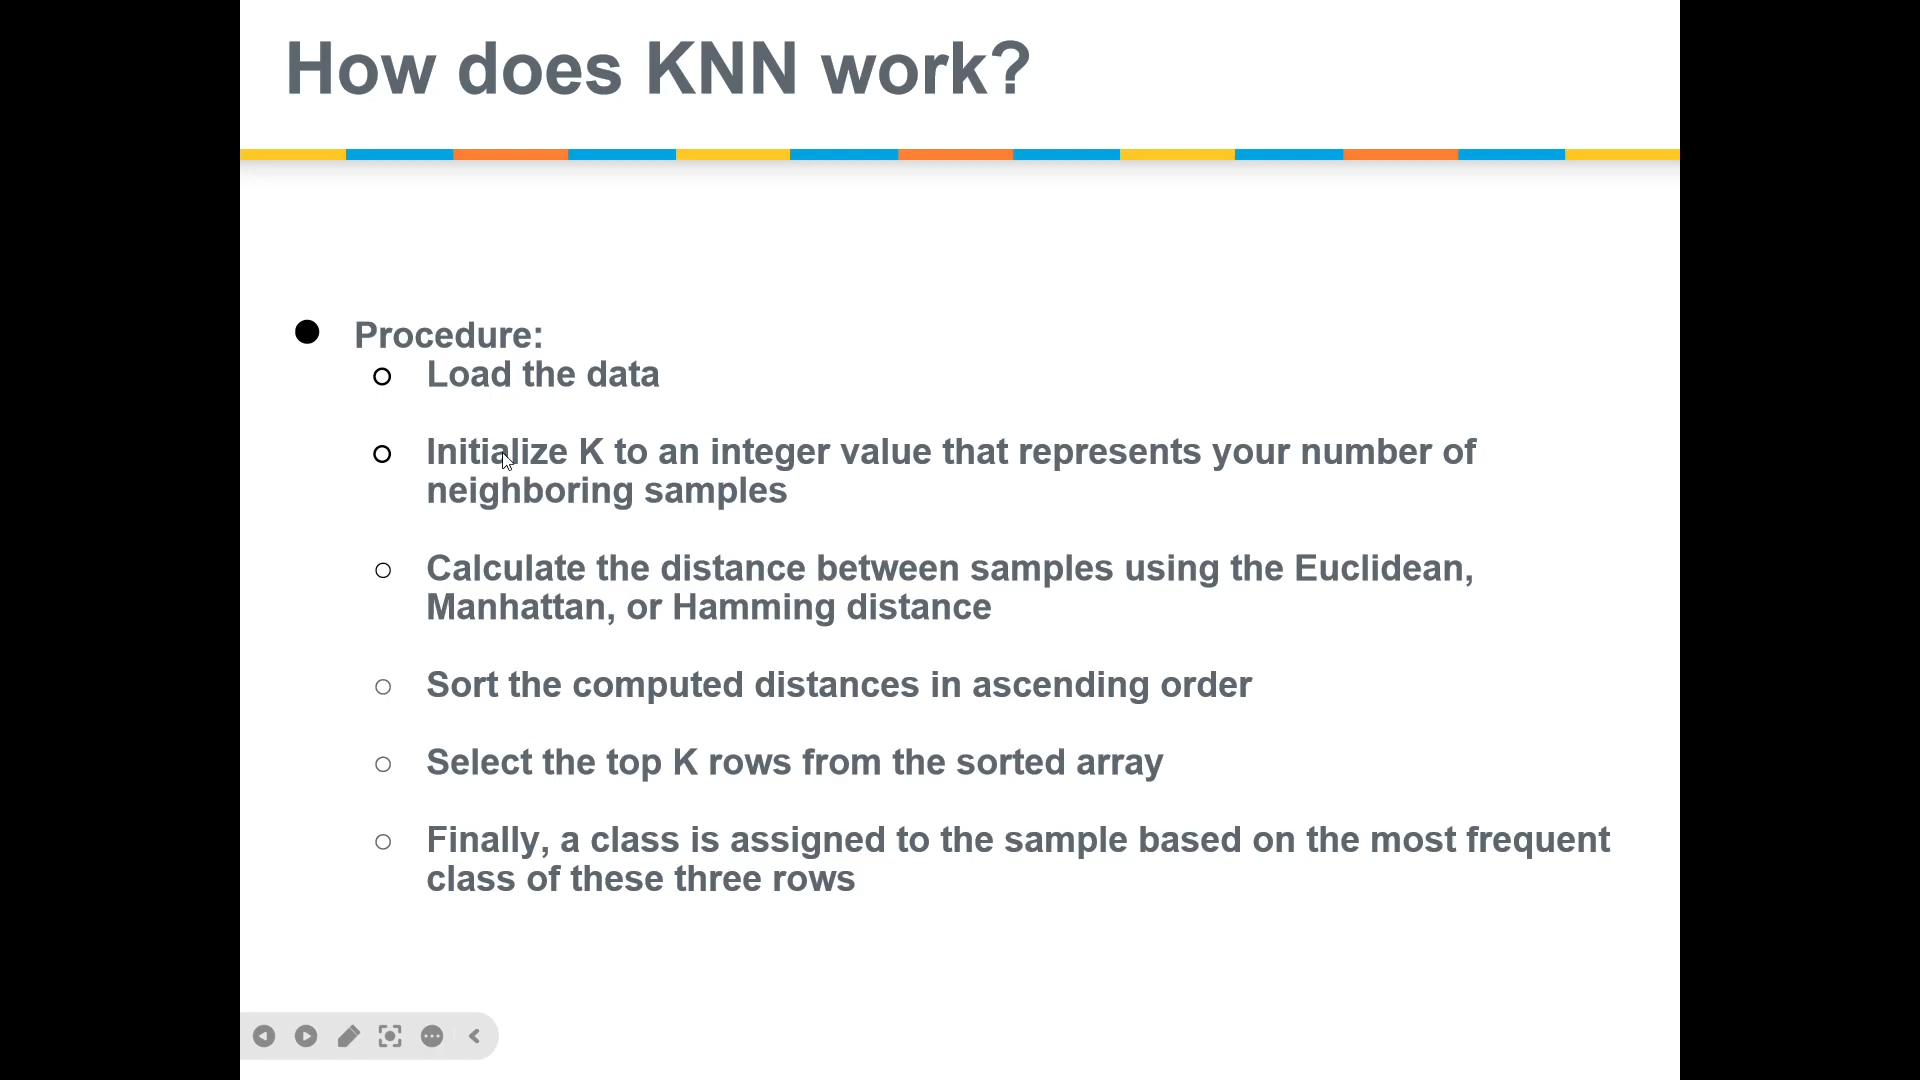 How does KNN work?
Procedure:
Load the data
Initialize K to an integer value that represents your number of
neighboring samples
Calculate the distance between samples using the Euclidean,
Manhattan, or Hamming distance
Sort the computed distances in ascending order
Select the top K rows from the sorted array
Finally, a class is assigned to the sample based on the most frequent
class of these three rows